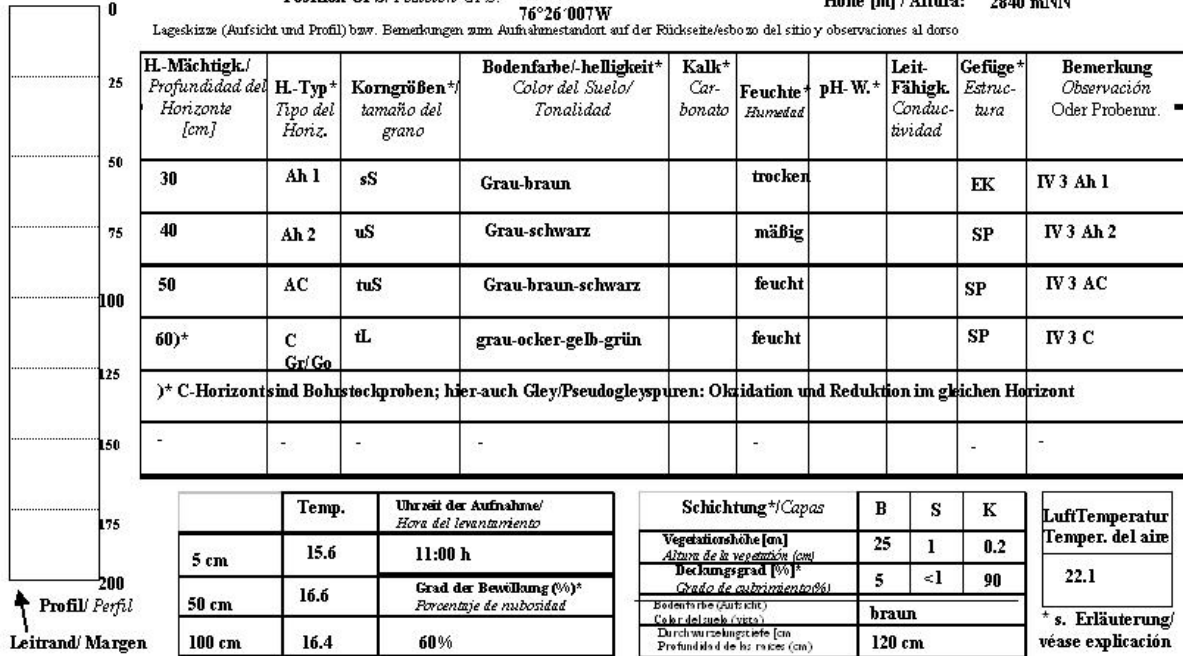 0
76°26´007W
Höhe [m] / Altura: 2840 mNN
Lageskizze (Aufsicht und Profil) bzw. Bemerkungen zum Aufnahmestandort auf der Rückseite/esbozo del sitio y observaciones al dorso
25
50
75
100
125
150
175
200
Profil/ Perfil
Leitrand/ Margen
H.-Mächtigk./ Profundidad del Horizonte [cm]
H.-Typ* Tipo del Horiz.
Korngrößen*/ tamaño del grano
Bodenfarbe/-helligkeit* Color del Suelo/ Tonalidad
Kalk* Car- bonato
Feuchte* Humedad
pH- W.*
Leit- Fähigk. Conduc- tividad
Gefüge* Estruc- tura
Bemerkung Observación Oder Probennr.
30 Ah 1 sS Grau-braun trocken EK IV 3 Ah 1
40 Ah 2 uS Grau-schwarz mäßig SP IV 3 Ah 2
50 AC tuS Grau-braun-schwarz feucht SP IV 3 AC
60)* C tL grau-ocker-gelb-grün feucht SP IV 3 C
Gr/Go
)* C-Horizont sind Bohrstockproben; hier-auch Gley/Pseudogleyspuren: Okzidation und Reduktion im gleichen Horizont
- - - - - - -
Temp. Uhrzeit der Aufnahme/
Hora del levantamiento
5 cm 15.6 11:00 h
50 cm 16.6 Grad der Bewölkung (%)*
Porcentaje de nubosidad
100 cm 16.4 60%
Schichtung*/Capas B S K
Vegetationshöhe [cm]
Altura de la vegetatión (cm)
25 1 0.2
Deckungsgrad [%]*
Grado de cubrimiento(%)
5 <1 90
Bodenfarbe (Aufsicht)
Color del suelo (vista)
braun
Durchwurzelungstiefe [cm
Profundidad de las raíces (cm)
120 cm
LuftTemperatur
Temper. del aire
22.1
* s. Erläuterung/
véase explicación